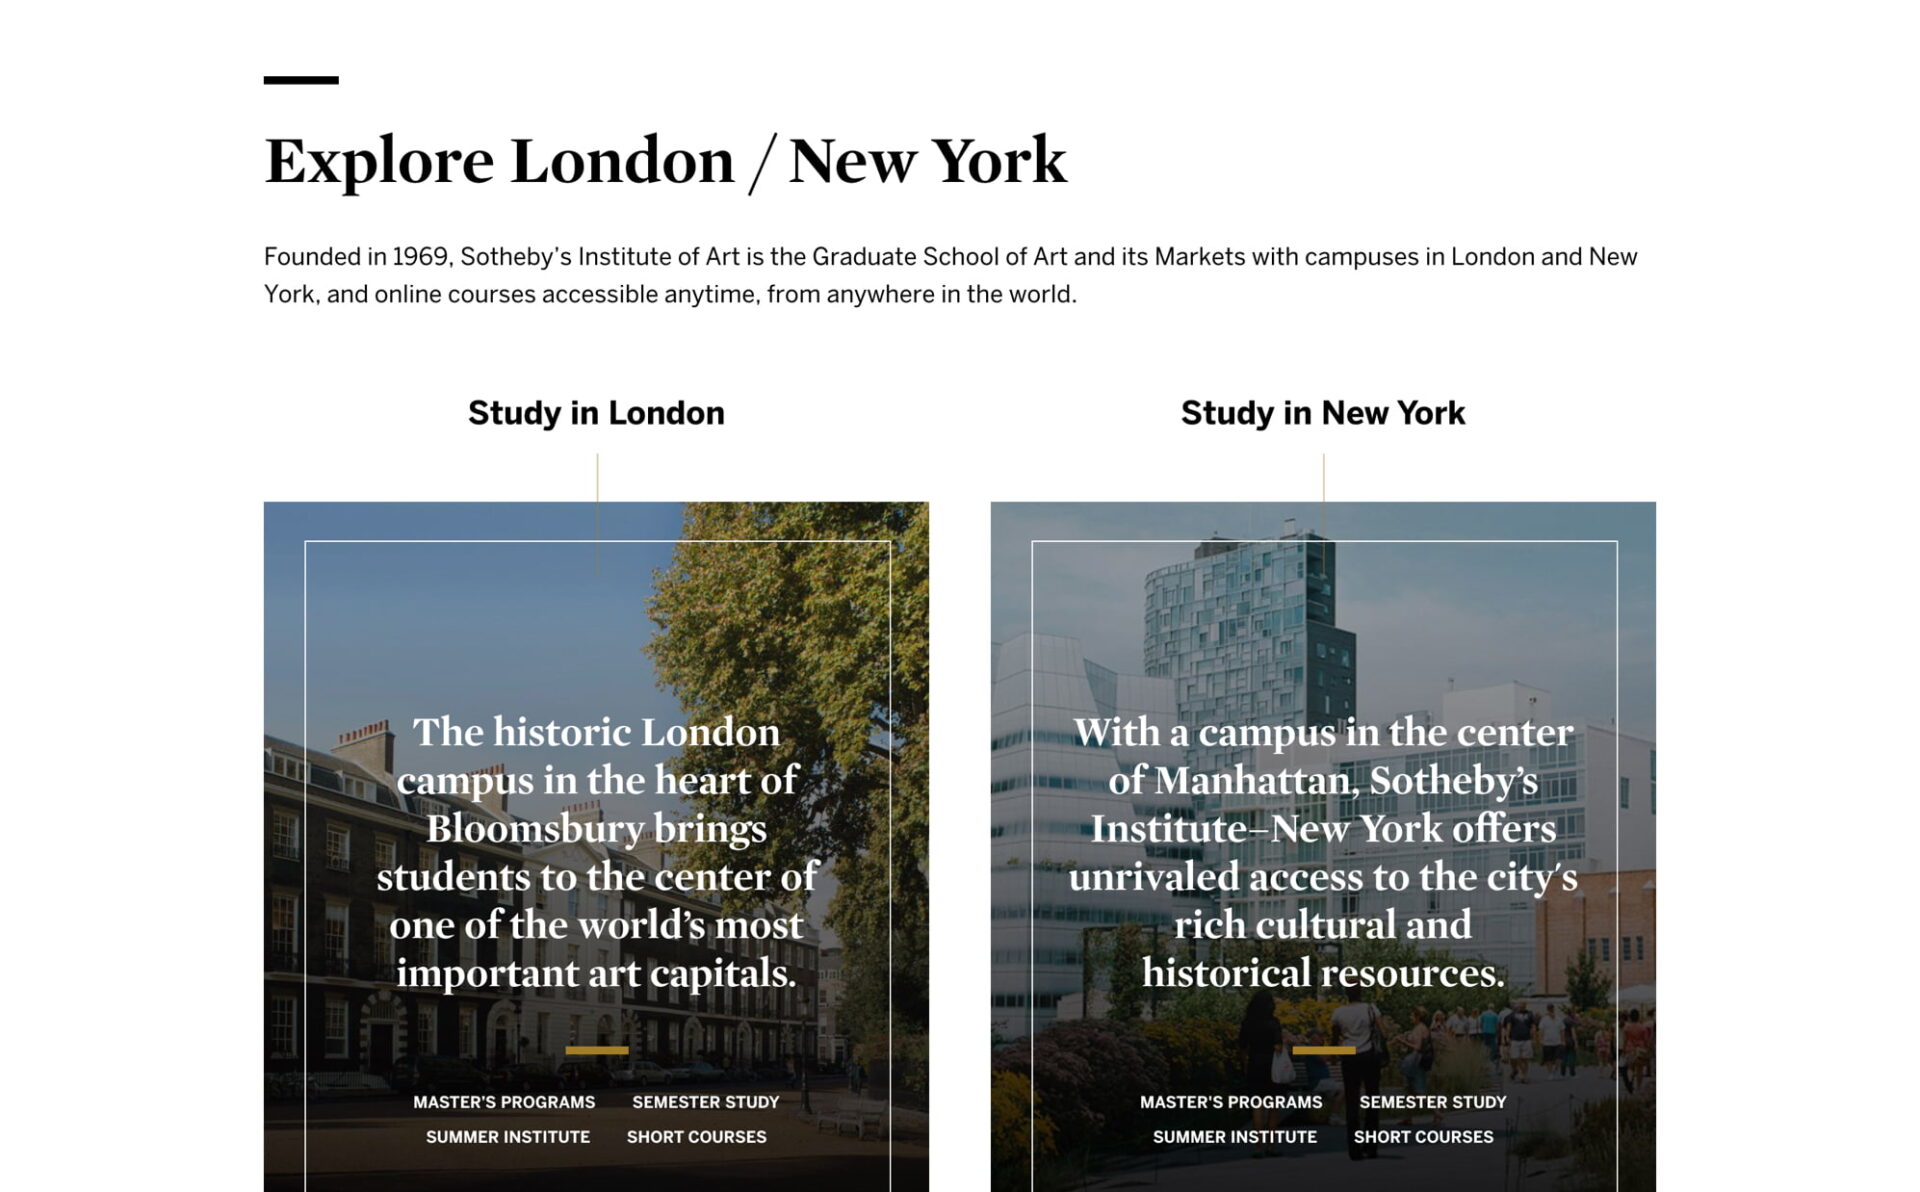 Explore London / New York
Founded in 1969, Sotheby's Institute of Art is the Graduate School of Art and its Markets with campuses in London and New
York, and online courses accessible anytime, from anywhere in the world.
Study in London
The historic London
campus in the heart of
Bloomsbury brings
students to the center of
one of the world’s most
important art capitals.
MASTER'S PROGRAMS SEMESTER STUDY
SUMMER INSTITUTE SHORT COURSES
Study in New York
With a campus in the center
of Manhattan, Sotheby’s
Institute–New York offers
unrivaled access to the city's
rich cultural and
historical resources.
MASTER'S PROGRAMS SEMESTER STUDY
SUMMER INSTITUTE SHORT COURSES